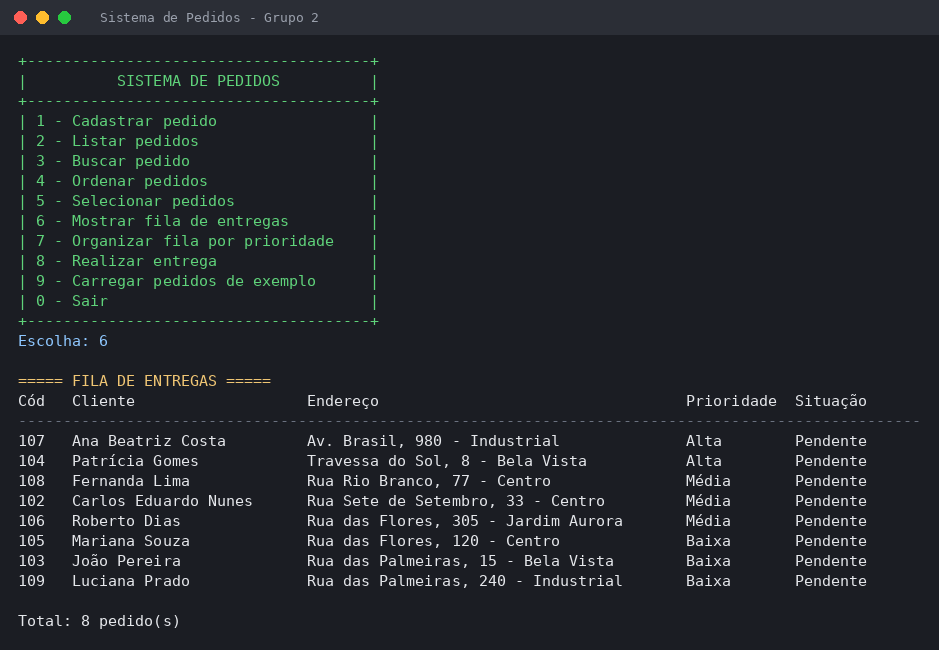 Sistema de Pedidos - Grupo 2
+--------------------------------------+
|          SISTEMA DE PEDIDOS          |
+--------------------------------------+
| 1 - Cadastrar pedido                 |
| 2 - Listar pedidos                   |
| 3 - Buscar pedido                    |
| 4 - Ordenar pedidos                  |
| 5 - Selecionar pedidos               |
| 6 - Mostrar fila de entregas         |
| 7 - Organizar fila por prioridade    |
| 8 - Realizar entrega                 |
| 9 - Carregar pedidos de exemplo      |
| 0 - Sair                             |
+--------------------------------------+
Escolha: 6
===== FILA DE ENTREGAS =====
Cód   Cliente                   Endereço                                  Prioridade  Situação
----------------------------------------------------------------------------------------------------
107   Ana Beatriz Costa         Av. Brasil, 980 - Industrial              Alta        Pendente
104   Patrícia Gomes            Travessa do Sol, 8 - Bela Vista           Alta        Pendente
108   Fernanda Lima             Rua Rio Branco, 77 - Centro               Média       Pendente
102   Carlos Eduardo Nunes      Rua Sete de Setembro, 33 - Centro         Média       Pendente
106   Roberto Dias              Rua das Flores, 305 - Jardim Aurora       Média       Pendente
105   Mariana Souza             Rua das Flores, 120 - Centro              Baixa       Pendente
103   João Pereira              Rua das Palmeiras, 15 - Bela Vista        Baixa       Pendente
109   Luciana Prado             Rua das Palmeiras, 240 - Industrial       Baixa       Pendente
Total: 8 pedido(s)